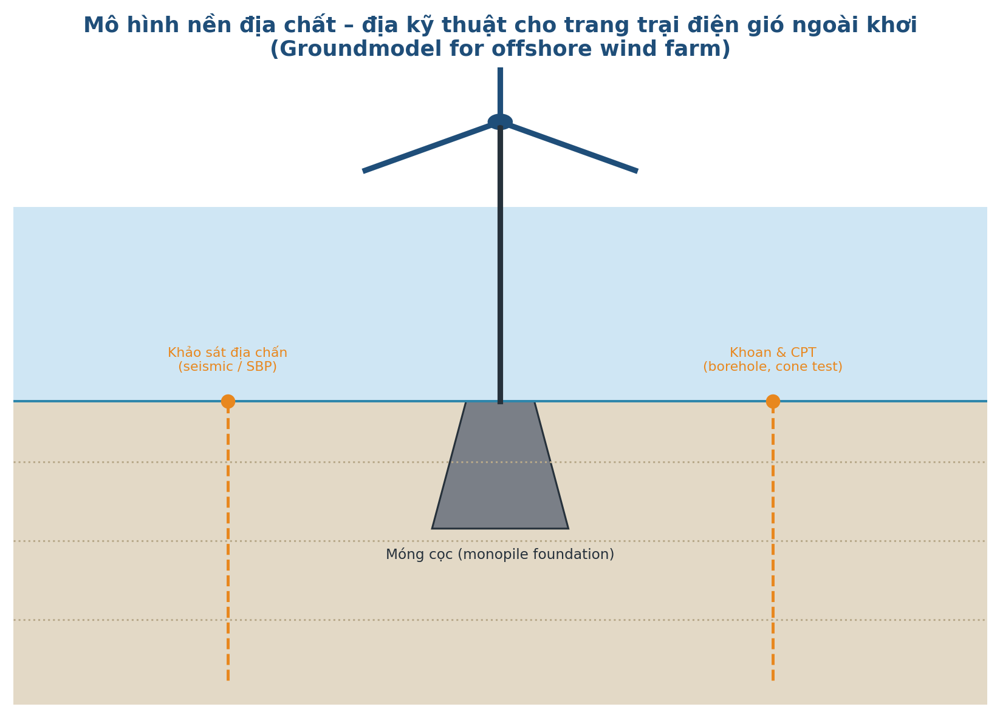 Mô hình nền địa chất – địa kỹ thuật cho trang trại điện gió ngoài khơi
(Groundmodel for offshore wind farm)
Khảo sát địa chấn
(seismic / SBP)
Khoan & CPT
(borehole, cone test)
Móng cọc (monopile foundation)